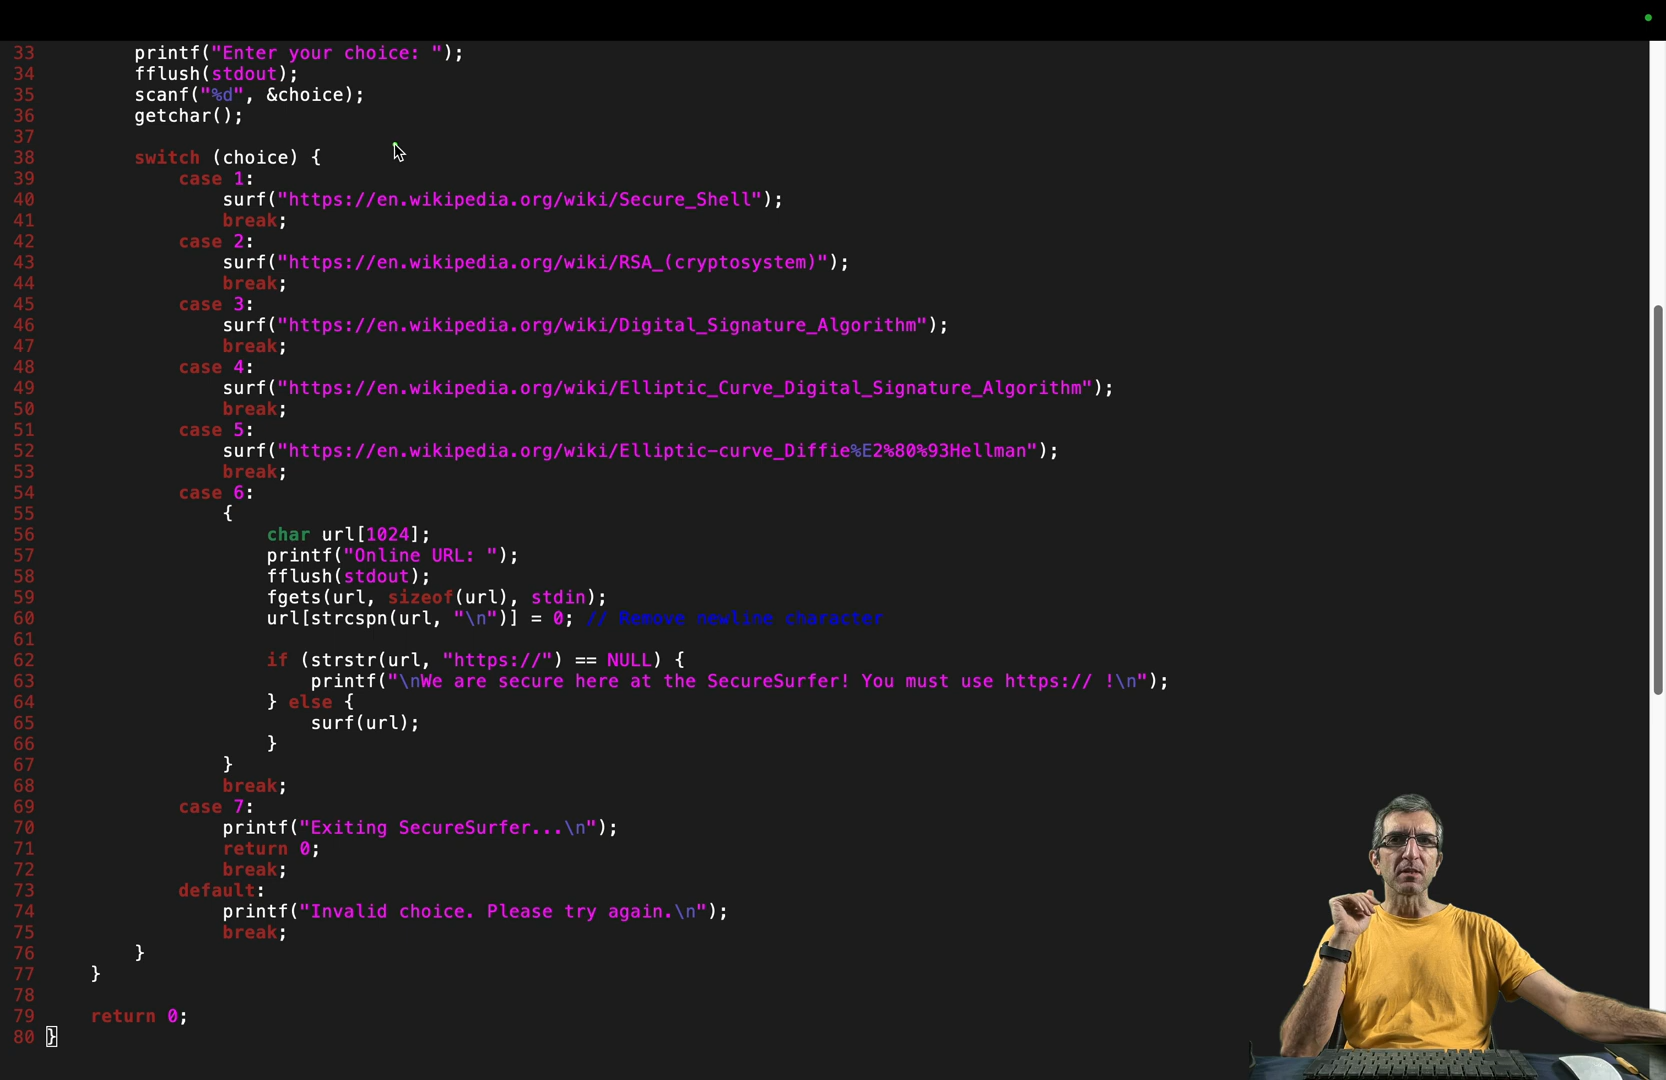 33 printf("Enter your choice: ");
34 fflush(stdout);
35 scanf("%d", &choice);
36 getchar();
37
38 switch (choice) {
39 case 1:
40 surf("https://en.wikipedia.org/wiki/Secure_Shell");
41 break;
42 case 2:
43 surf("https://en.wikipedia.org/wiki/RSA_(cryptosystem)");
44 break;
45 case 3:
46 surf("https://en.wikipedia.org/wiki/Digital_Signature_Algorithm");
47 break;
48 case 4:
49 surf("https://en.wikipedia.org/wiki/Elliptic_Curve_Digital_Signature_Algorithm");
50 break;
51 case 5:
52 surf("https://en.wikipedia.org/wiki/Elliptic-curve_Diffie%E2%80%93Hellman");
53 break;
54 case 6:
55 {
56 char url[1024];
57 printf("Online URL: ");
58 fflush(stdout);
59 fgets(url, sizeof(url), stdin);
60 url[strcspn(url, "\n")] = 0; // Remove newline character
61
62 if (strstr(url, "https://") == NULL) {
63 printf("\nWe are secure here at the SecureSurfer! You must use https:// !\n");
64 } else {
65 surf(url);
66 }
67 }
68 break;
69 case 7:
70 printf("Exiting SecureSurfer...\n");
71 return 0;
72 break;
73 default:
74 printf("Invalid choice. Please try again.\n");
75 break;
76 }
77 }
78
79 return 0;
80 }